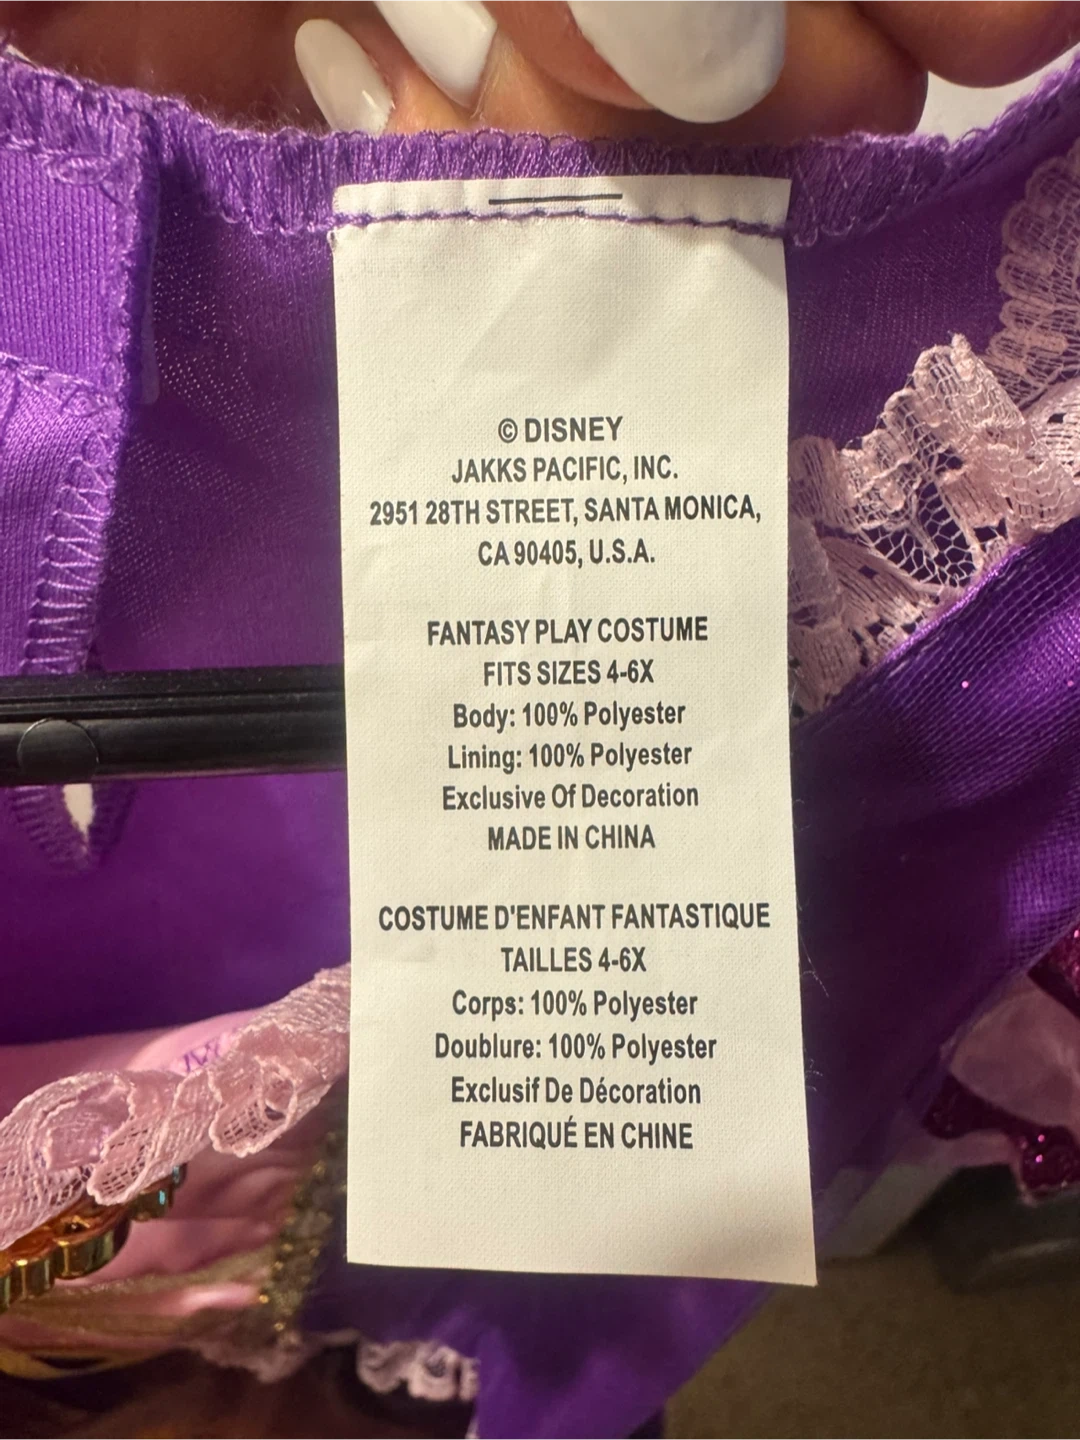 © DISNEY
JAKKS PACIFIC, INC.
2951 28TH STREET, SANTA MONICA,
CA 90405, U.S.A.
FANTASY PLAY COSTUME
FITS SIZES 4-6X
Body: 100% Polyester
Lining: 100% Polyester
Exclusive Of Decoration
MADE IN CHINA
COSTUME D'ENFANT FANTASTIQUE
TAILLES 4-6X
Corps: 100% Polyester
Doublure: 100% Polyester
Exclusif De Décoration
FABRIQUÉ EN CHINE